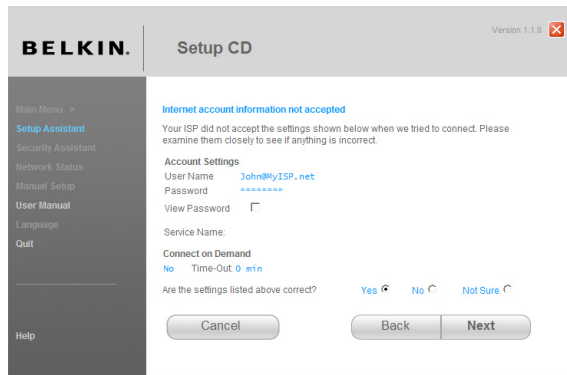 Version 1.1.0
BELKIN.
Setup CD
Main Menu >
Setup Assistant
Security Assistant
Network Status
Manual Setup
User Manual
Language
Quit
Help
Internet account information not accepted
Your ISP did not accept the settings shown below when we tried to connect. Please
examine them closely to see if anything is incorrect.
Account Settings
User Name John@MyISP.net
Password ********
View Password
Service Name:
Connect on Demand
No Time-Out: 0 min
Are the settings listed above correct? Yes No Not Sure
Cancel Back Next